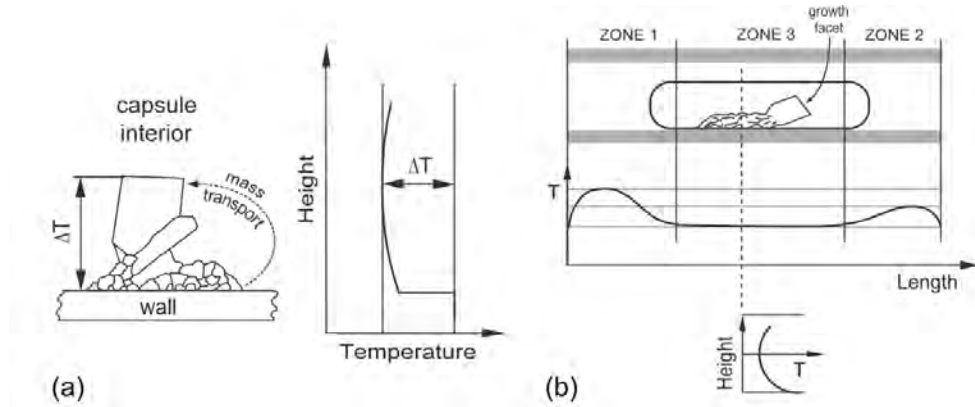 capsule
interior
ΔT
mass
transport
wall
Height
ΔT
Temperature
(a)
growth
facet
ZONE 1
ZONE 3
ZONE 2
T
Length
Height
T
(b)